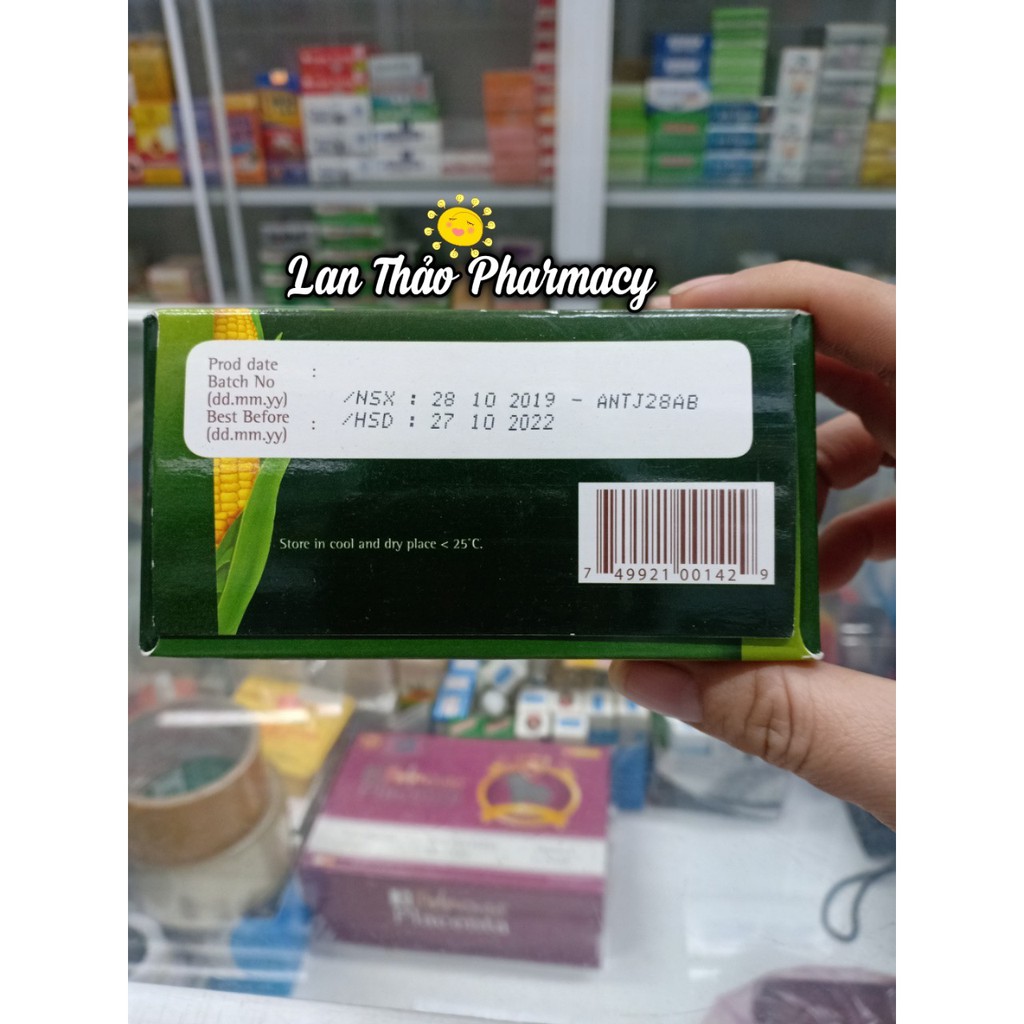 Lan Thảo Pharmacy
Prod date :
Batch No
(dd.mm.yy) /NSX : 28 10 2019 - ANTJ28AB
Best Before : /HSD : 27 10 2022
(dd.mm.yy)
Store in cool and dry place < 25°C.
7 49921 00142 9
Placenta